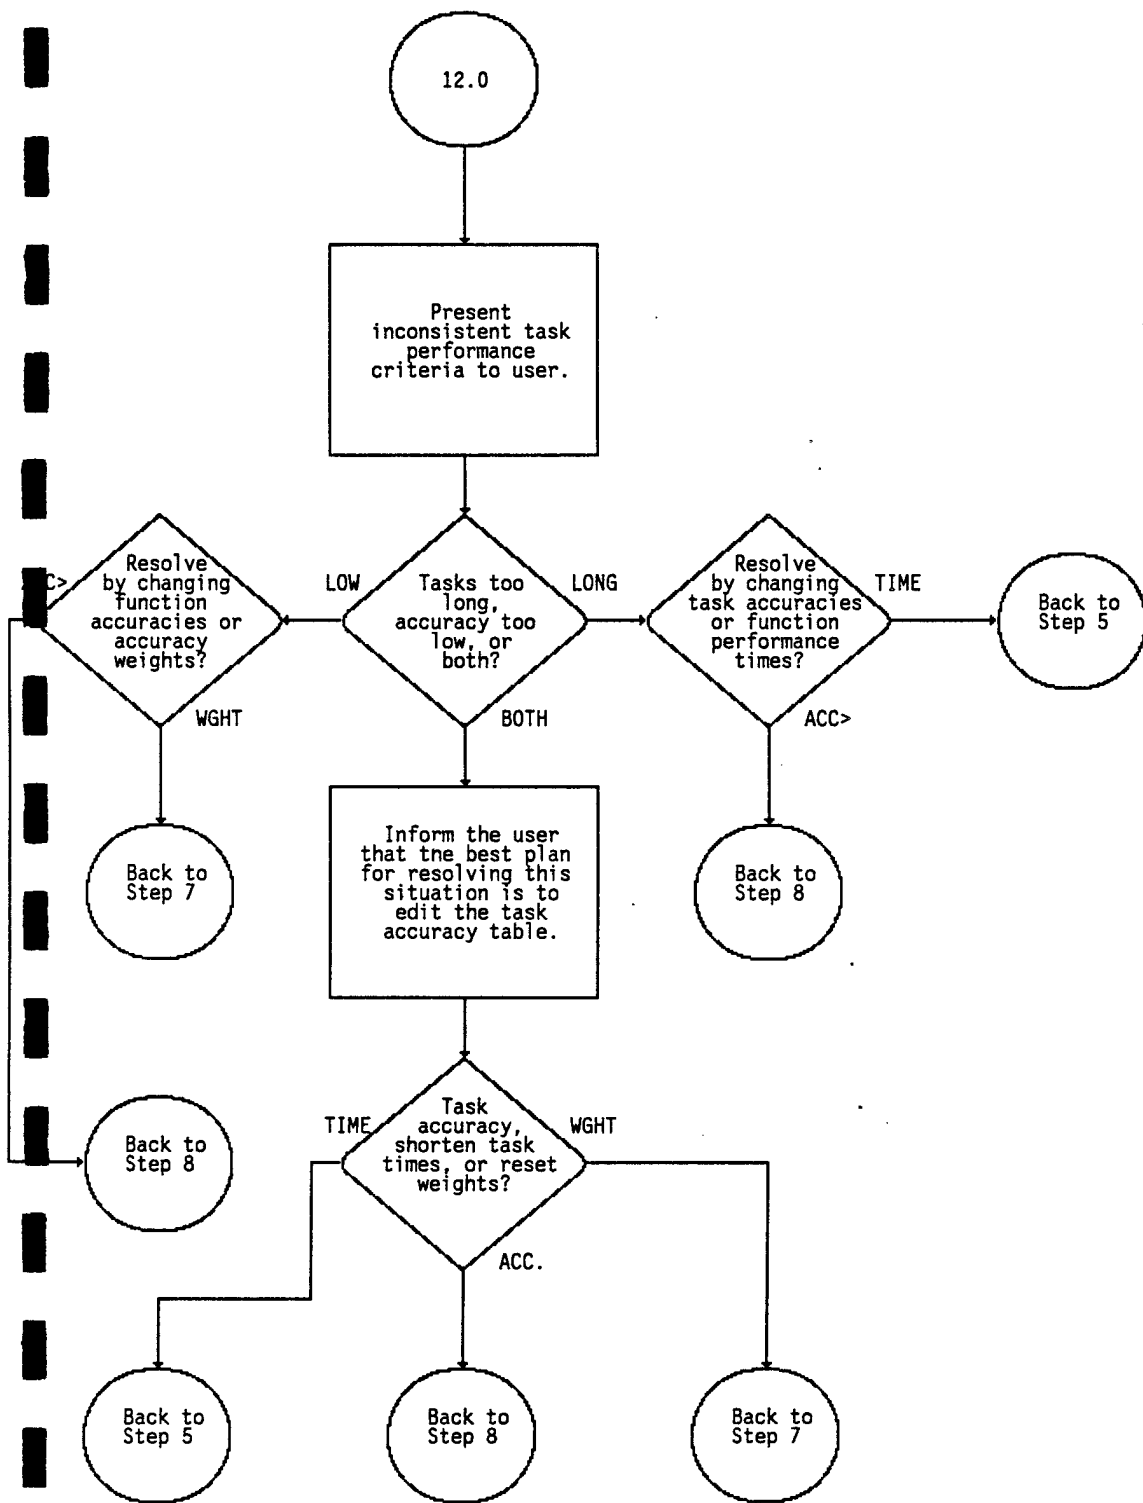 12.0
Present
inconsistent task
performance
criteria to user.
Resolve
by changing
function
accuracies or
accuracy
weights?
LOW
Tasks too
long,
accuracy too
low, or
both?
LONG
Resolve
by changing
task accuracies
or function
performance
times?
TIME
Back to
Step 5
WGHT
BOTH
ACC>
Back to
Step 7
Inform the user
that tne best plan
for resolving this
situation is to
edit the task
accuracy table.
Back to
Step 8
Back to
Step 8
TIME
Task
accuracy,
shorten task
times, or reset
weights?
WGHT
ACC.
Back to
Step 5
Back to
Step 8
Back to
Step 7